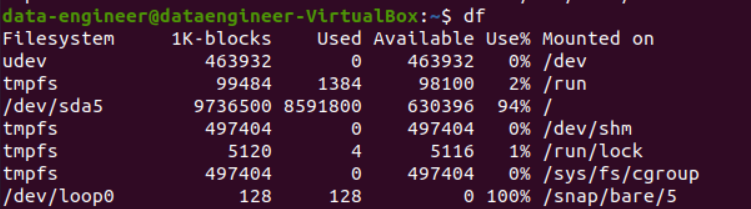 data-engineer@dataengineer-VirtualBox:~$ df
Filesystem     1K-blocks    Used Available Use% Mounted on
udev              463932       0    463932   0% /dev
tmpfs              99484    1384     98100   2% /run
/dev/sda5        9736500 8591800    630396  94% /
tmpfs             497404       0    497404   0% /dev/shm
tmpfs               5120       4      5116   1% /run/lock
tmpfs             497404       0    497404   0% /sys/fs/cgroup
/dev/loop0           128     128         0 100% /snap/bare/5